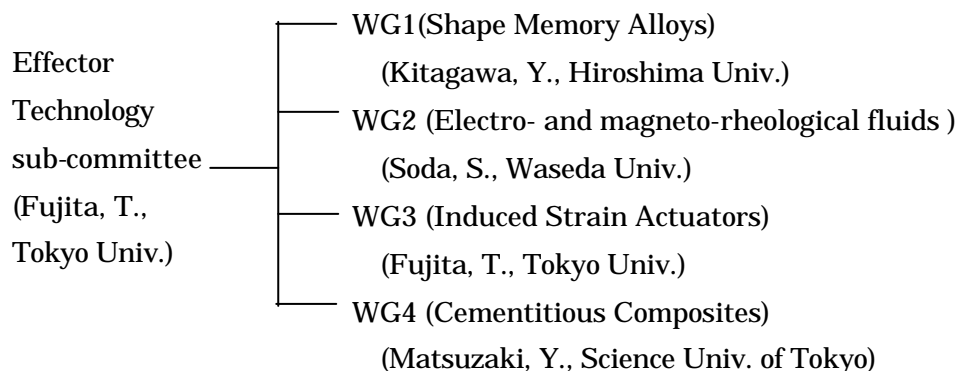 Effector
Technology
sub-committee
(Fujita, T.,
Tokyo Univ.)
WG1(Shape Memory Alloys)
(Kitagawa, Y., Hiroshima Univ.)
WG2 (Electro- and magneto-rheological fluids )
(Soda, S., Waseda Univ.)
WG3 (Induced Strain Actuators)
(Fujita, T., Tokyo Univ.)
WG4 (Cementitious Composites)
(Matsuzaki, Y., Science Univ. of Tokyo)